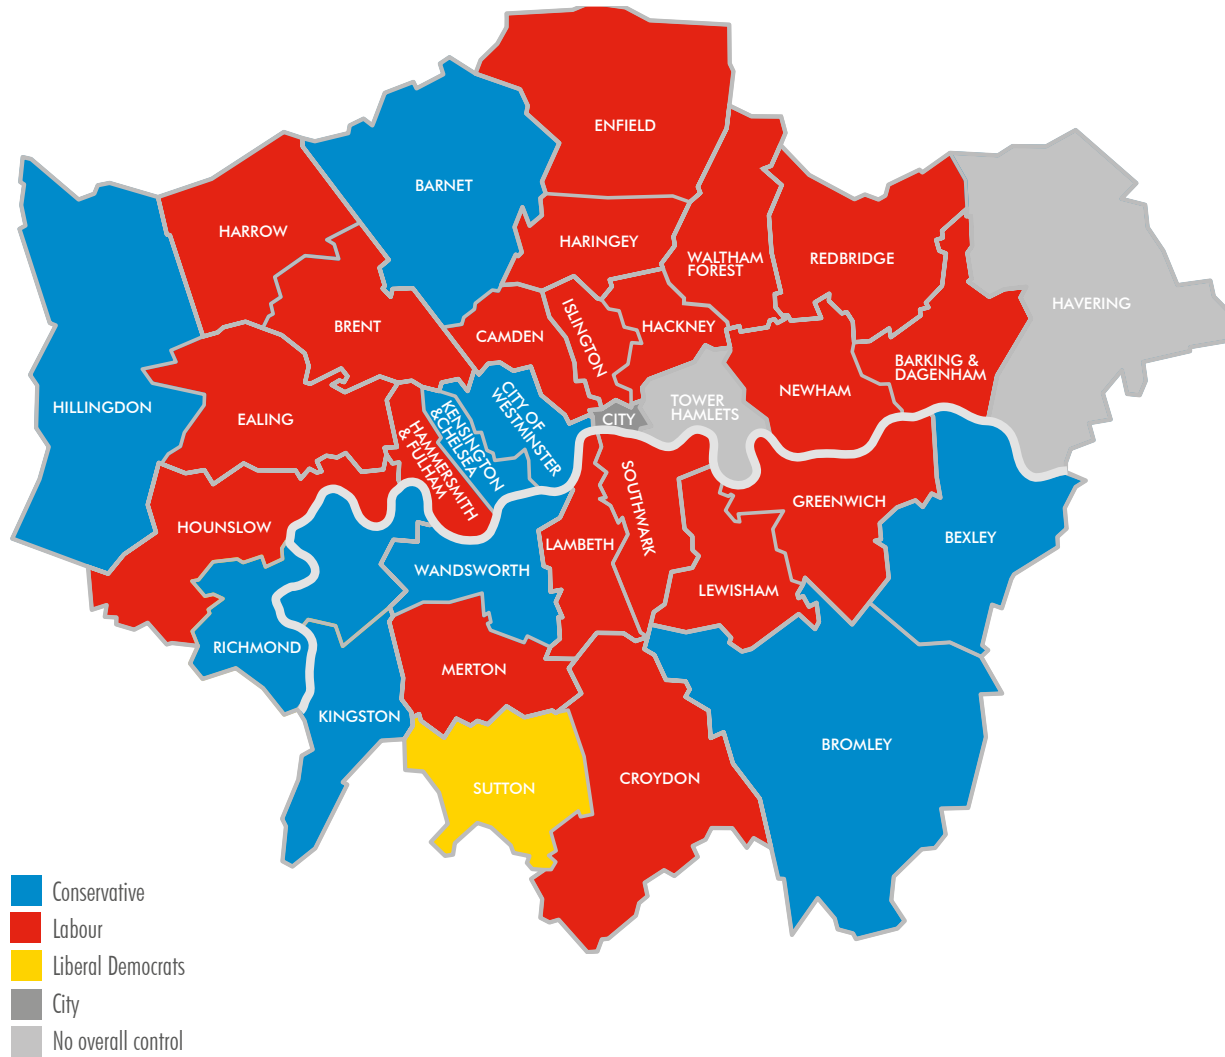 ENFIELD
BARNET
HARROW
HARINGEY
WALTHAM
FOREST
REDBRIDGE
HAVERING
BRENT
CAMDEN
ISLINGTON
HACKNEY
BARKING &
DAGENHAM
NEWHAM
HILLINGDON
EALING
HAMMERSMITH
& FULHAM
KENSINGTON
& CHELSEA
CITY OF
WESTMINSTER
CITY
TOWER
HAMLETS
HOUNSLOW
SOUTHWARK
GREENWICH
BEXLEY
LAMBETH
WANDSWORTH
LEWISHAM
RICHMOND
MERTON
KINGSTON
BROMLEY
SUTTON
CROYDON
Conservative
Labour
Liberal Democrats
City
No overall control